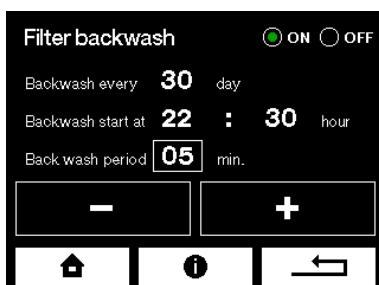 Filter backwash ON OFF
Backwash every 30 day
Backwash start at 22 : 30 hour
Back wash period 05 min.
− +
i